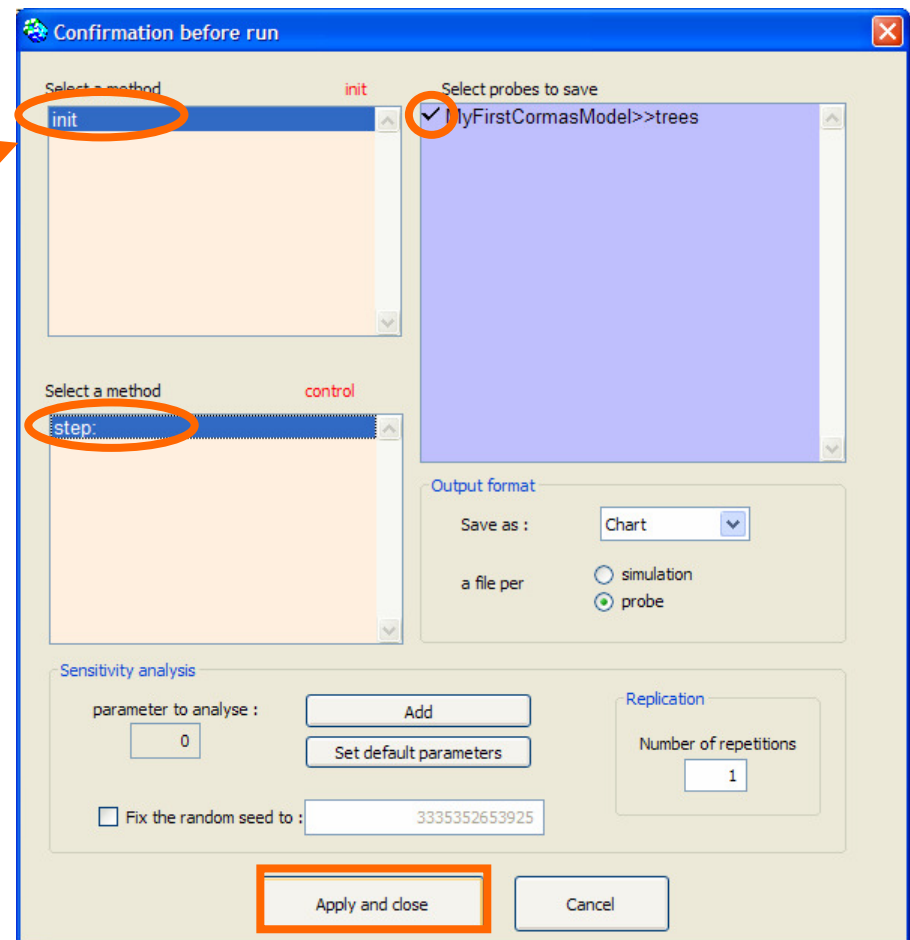 Confirmation before run
Select a method init
init
Select probes to save
MyFirstCormasModel>>trees
Select a method control
step:
Output format
Save as : Chart
a file per
simulation
probe
Sensitivity analysis
parameter to analyse :
0
Add
Set default parameters
Fix the random seed to : 3335352653925
Replication
Number of repetitions
1
Apply and close
Cancel